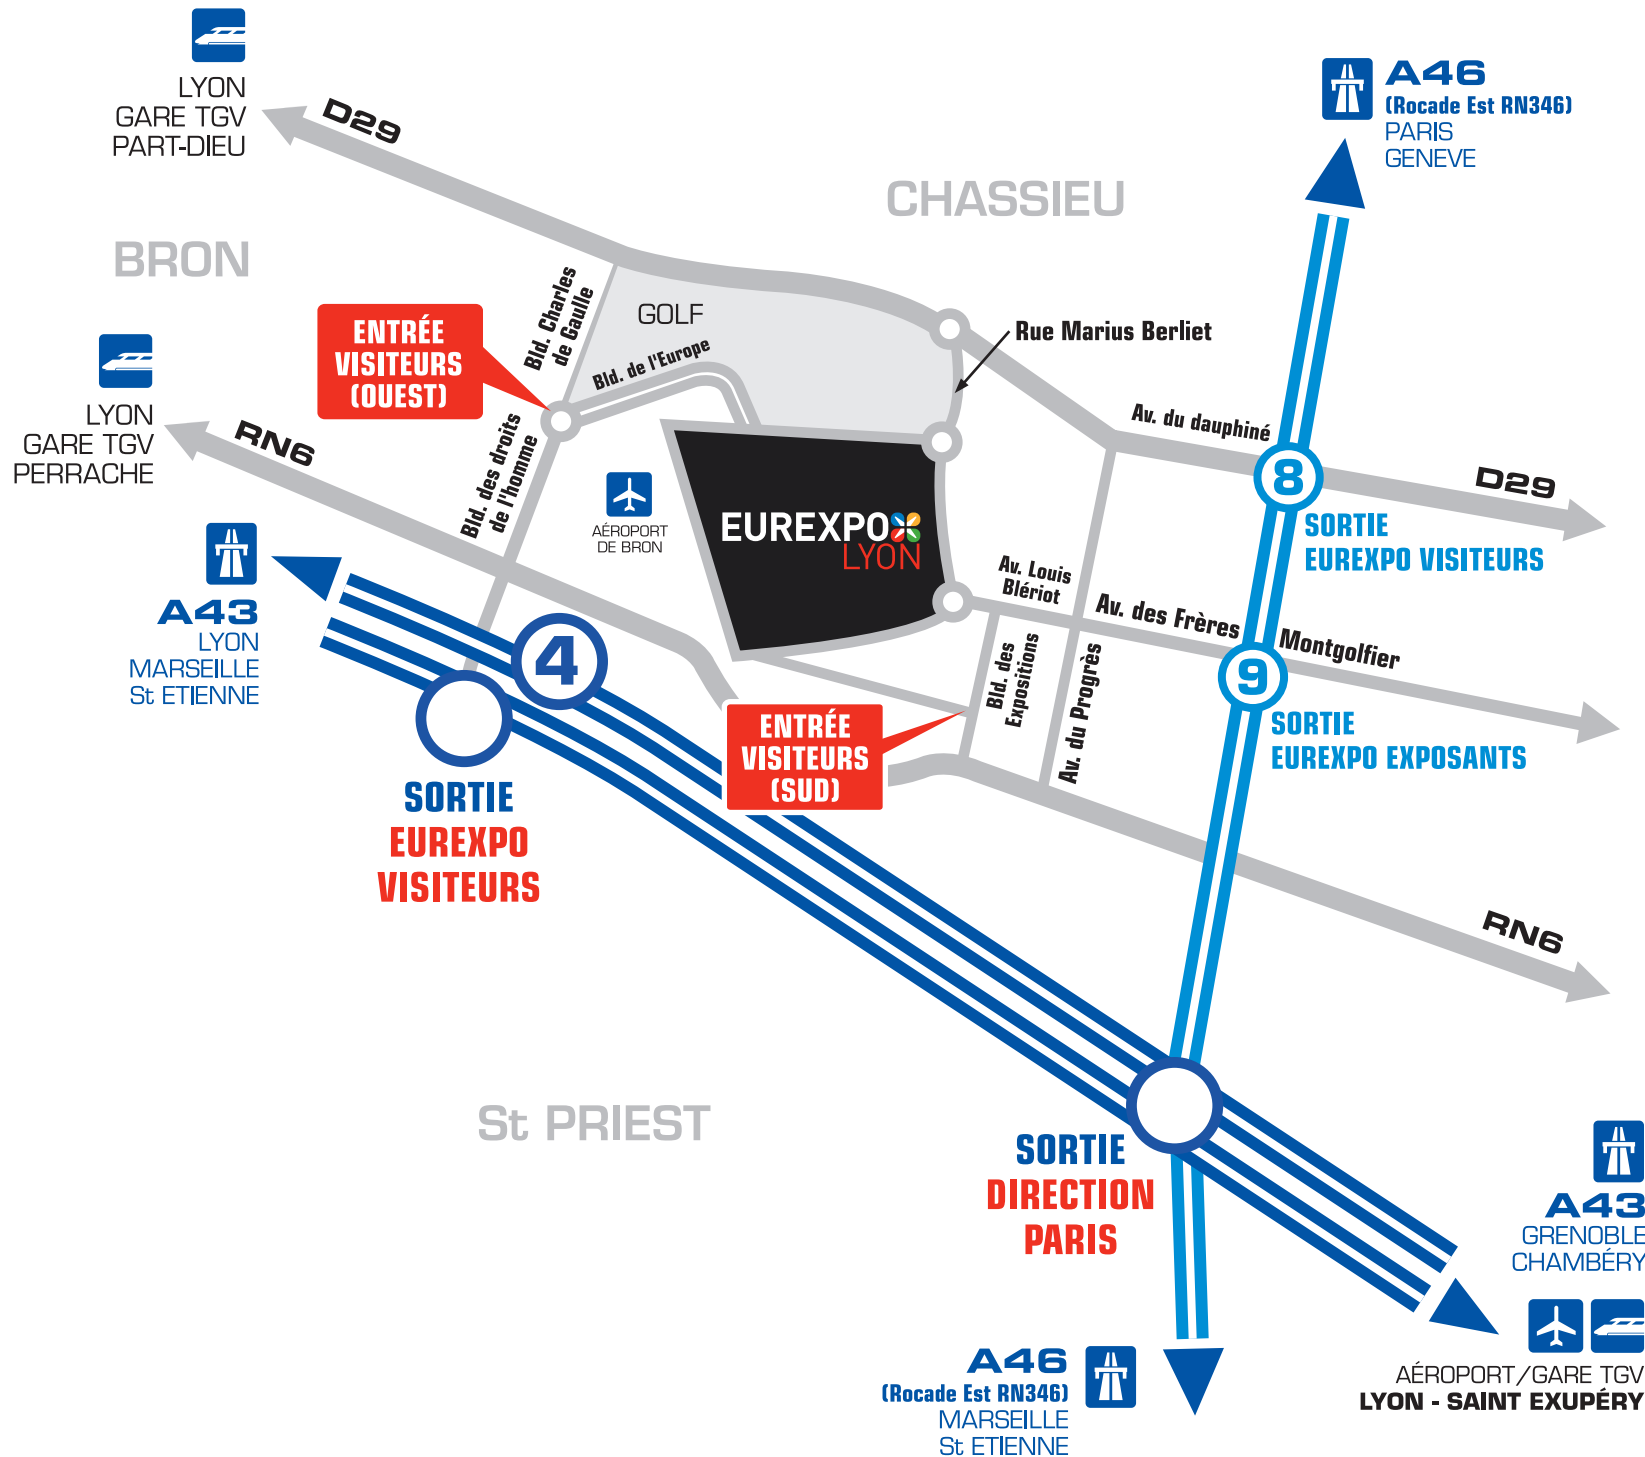 LYON
GARE TGV
PART-DIEU
D29
A46
(Rocade Est RN346)
PARIS
GENEVE
CHASSIEU
BRON
Bld. Charles
de Gaulle
GOLF
ENTRÉE
VISITEURS
(OUEST)
Bld. de l'Europe
Rue Marius Berliet
LYON
GARE TGV
PERRACHE
RN6
Bld. des droits
de l'homme
Av. du dauphiné
8
D29
SORTIE
EUREXPO VISITEURS
AÉROPORT
DE BRON
EUREXPO
LYON
A43
LYON
MARSEILLE
St ETIENNE
4
Av. Louis
Blériot
Av. des Frères
Montgolfier
Bld. des
Expositions
Av. du Progrès
9
SORTIE
EUREXPO EXPOSANTS
ENTRÉE
VISITEURS
(SUD)
SORTIE
EUREXPO
VISITEURS
RN6
St PRIEST
SORTIE
DIRECTION
PARIS
A43
GRENOBLE
CHAMBÉRY
AÉROPORT/GARE TGV
LYON - SAINT EXUPÉRY
A46
(Rocade Est RN346)
MARSEILLE
St ETIENNE